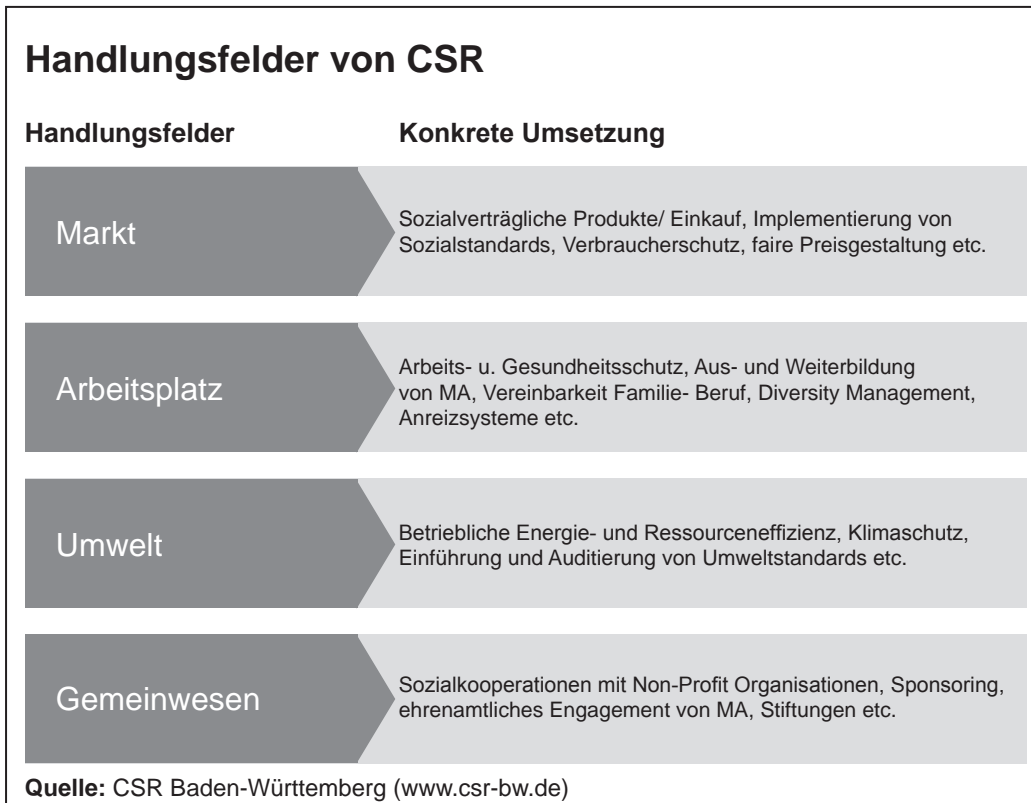 Handlungsfelder von CSR
Handlungsfelder
Konkrete Umsetzung
Markt
Sozialverträgliche Produkte/ Einkauf, Implementierung von
Sozialstandards, Verbraucherschutz, faire Preisgestaltung etc.
Arbeitsplatz
Arbeits- u. Gesundheitsschutz, Aus- und Weiterbildung
von MA, Vereinbarkeit Familie- Beruf, Diversity Management,
Anreizsysteme etc.
Umwelt
Betriebliche Energie- und Ressourceneffizienz, Klimaschutz,
Einführung und Auditierung von Umweltstandards etc.
Gemeinwesen
Sozialkooperationen mit Non-Profit Organisationen, Sponsoring,
ehrenamtliches Engagement von MA, Stiftungen etc.
Quelle: CSR Baden-Württemberg (www.csr-bw.de)